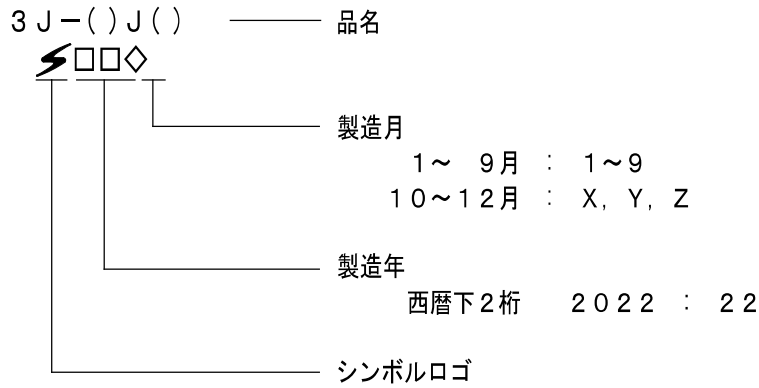 3J-()J() 品名
□□◇
製造月
1～ 9月 : 1～9
10～12月 : X, Y, Z
製造年
西暦下2桁 2022 : 22
シンボルロゴ